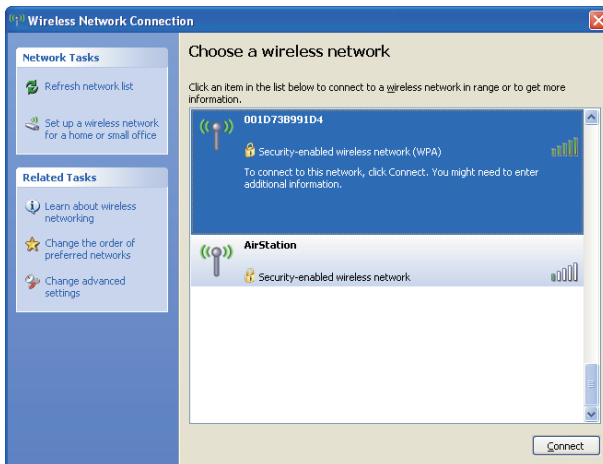 Wireless Network Connection
Network Tasks
Refresh network list
Set up a wireless network
for a home or small office
Related Tasks
Learn about wireless
networking
Change the order of
preferred networks
Change advanced
settings
Choose a wireless network
Click an item in the list below to connect to a wireless network in range or to get more
information.
001D73B991D4
Security-enabled wireless network (WPA)
To connect to this network, click Connect. You might need to enter
additional information.
AirStation
Security-enabled wireless network
Connect